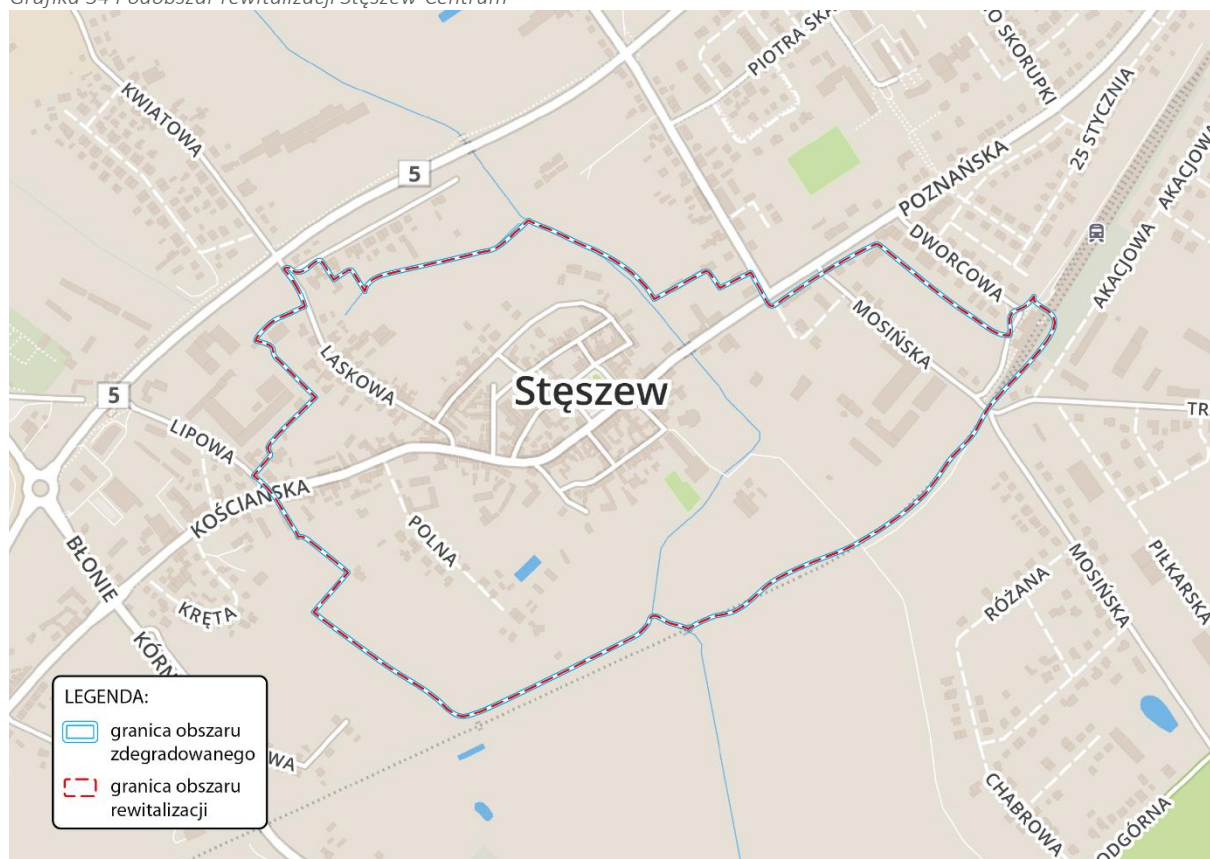 Grafika 34 Podobszar rewitalizacji Stęszew-Centrum
KWIATOWA
5
PIOTRA SKA
O SKORUPKI
25 STYCZNIA
AKACJOWA
POZNAŃSKA
DWORCOWA
AKACJOWA
MOSIŃSKA
LASKOWA
Stęszew
5
LIPOWA
KOŚCIAŃSKA
TR
POLNA
BŁONIE
KRĘTA
KÓRN
WA
MOSIŃSKA
PIŁKARSKA
RÓŻANA
CHABROWA
ODGÓRNA
LEGENDA:
granica obszaru
zdegradowanego
granica obszaru
rewitalizacji